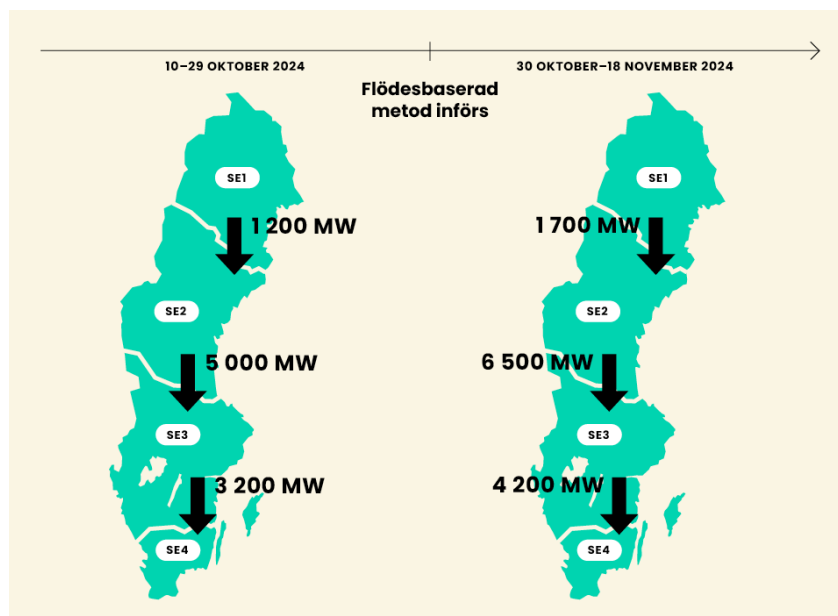 10–29 OKTOBER 2024
30 OKTOBER–18 NOVEMBER 2024
Flödesbaserad
metod införs
SE1
1 200 MW
SE2
5 000 MW
SE3
3 200 MW
SE4
SE1
1 700 MW
SE2
6 500 MW
SE3
4 200 MW
SE4